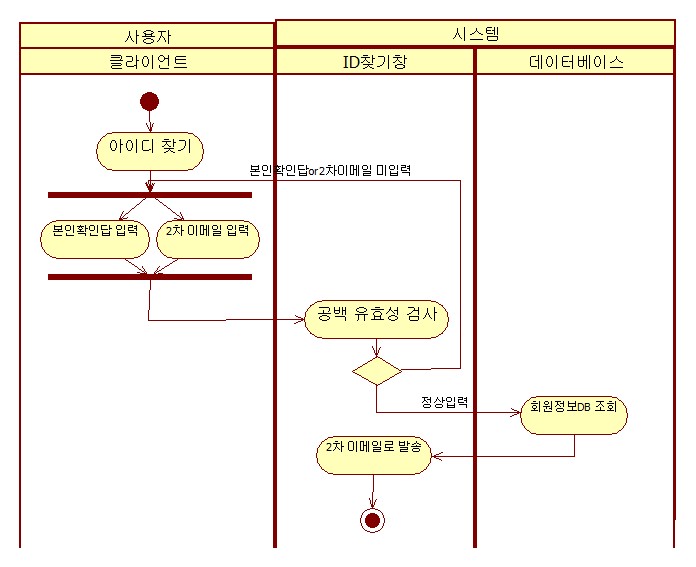 사용자
시스템
클라이언트
ID찾기창
데이터베이스
아이디 찾기
본인확인답or2차이메일 미입력
본인확인답 입력
2차 이메일 입력
공백 유효성 검사
정상입력
회원정보DB 조회
2차 이메일로 발송